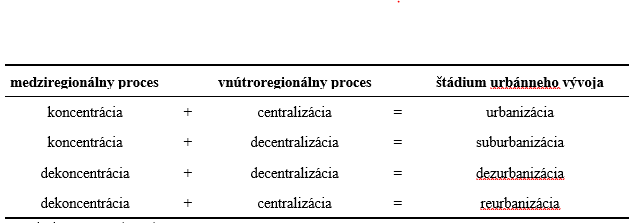 medziregionálny proces vnútroregionálny proces štádium urbánneho vývoja
koncentrácia + centralizácia = urbanizácia
koncentrácia + decentralizácia = suburbanizácia
dekoncentrácia + decentralizácia = dezurbanizácia
dekoncentrácia + centralizácia = reurbanizácia